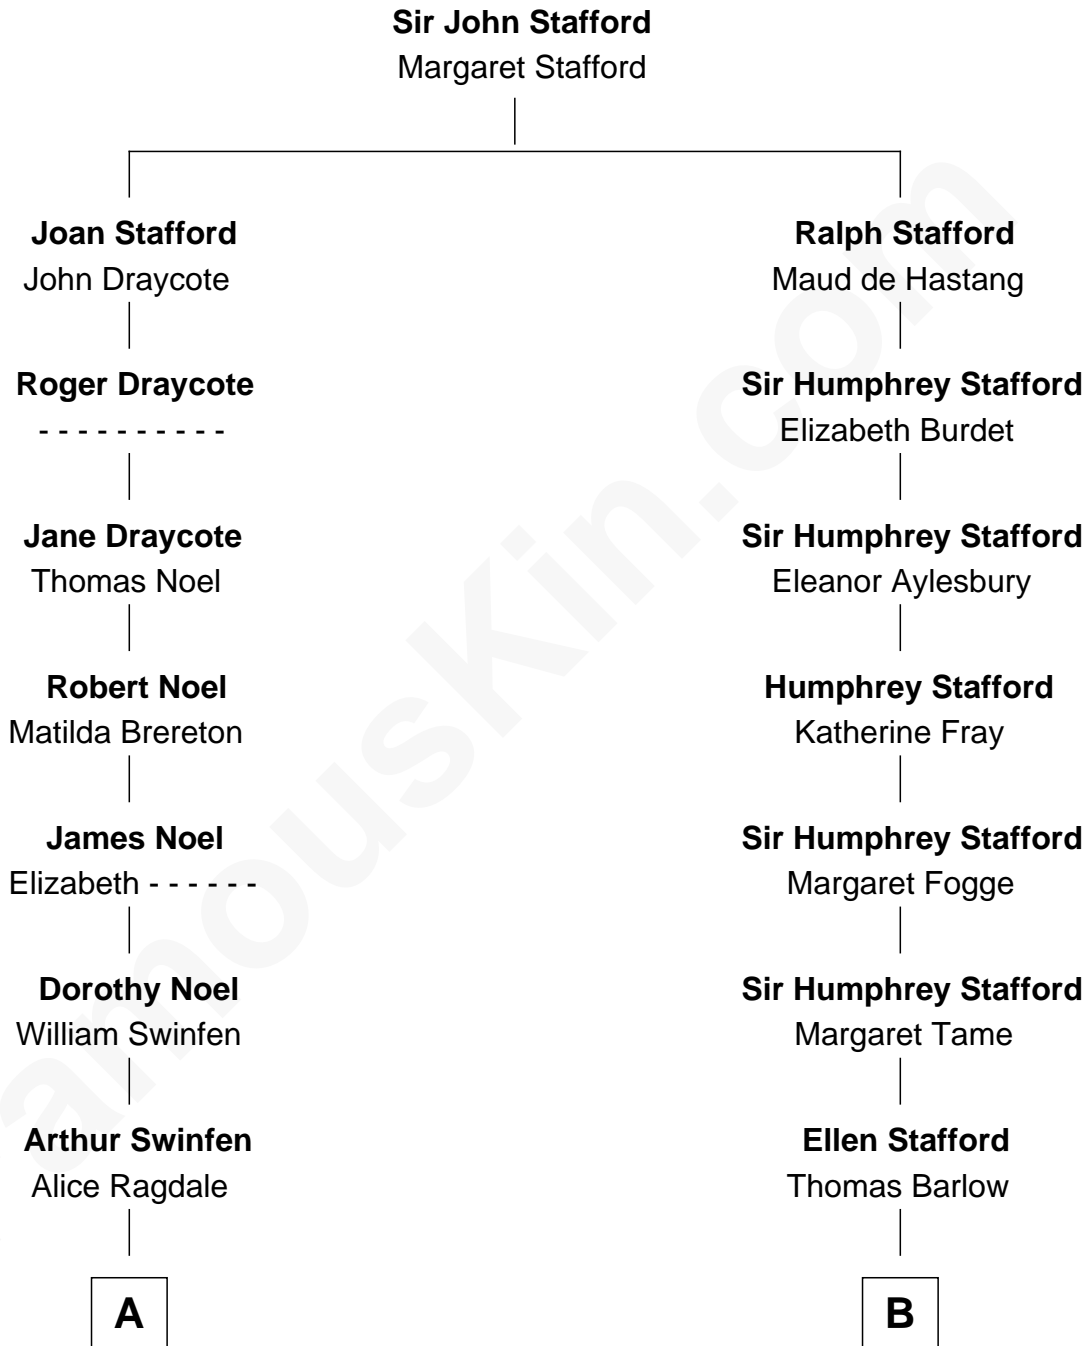 Sir John Stafford
Margaret Stafford
Joan Stafford
John Draycote
Ralph Stafford
Maud de Hastang
Roger Draycote
- - - - - - - - - -
Sir Humphrey Stafford
Elizabeth Burdet
Jane Draycote
Thomas Noel
Sir Humphrey Stafford
Eleanor Aylesbury
Robert Noel
Matilda Brereton
Humphrey Stafford
Katherine Fray
James Noel
Elizabeth - - - - - -
Sir Humphrey Stafford
Margaret Fogge
Dorothy Noel
William Swinfen
Sir Humphrey Stafford
Margaret Tame
Arthur Swinfen
Alice Ragdale
Ellen Stafford
Thomas Barlow
A
B
amousKin.com